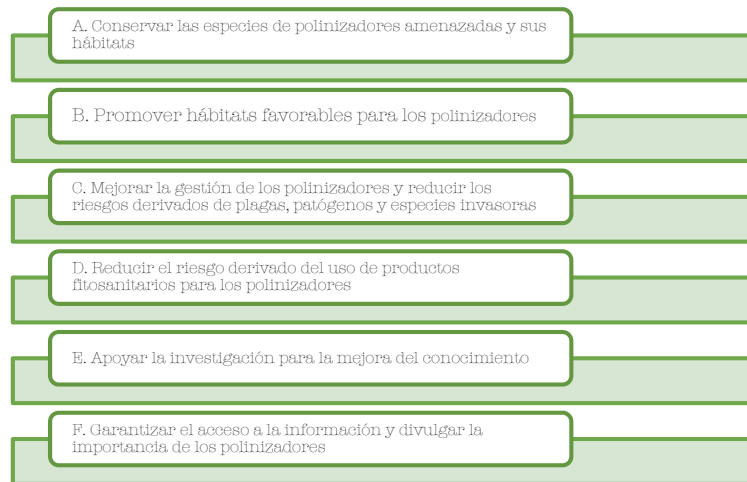 A. Conservar las especies de polinizadores amenazadas y sus
hábitats
B. Promover hábitats favorables para los polinizadores
C. Mejorar la gestión de los polinizadores y reducir los
riesgos derivados de plagas, patógenos y especies invasoras
D. Reducir el riesgo derivado del uso de productos
fitosanitarios para los polinizadores
E. Apoyar la investigación para la mejora del conocimiento
F. Garantizar el acceso a la información y divulgar la
importancia de los polinizadores